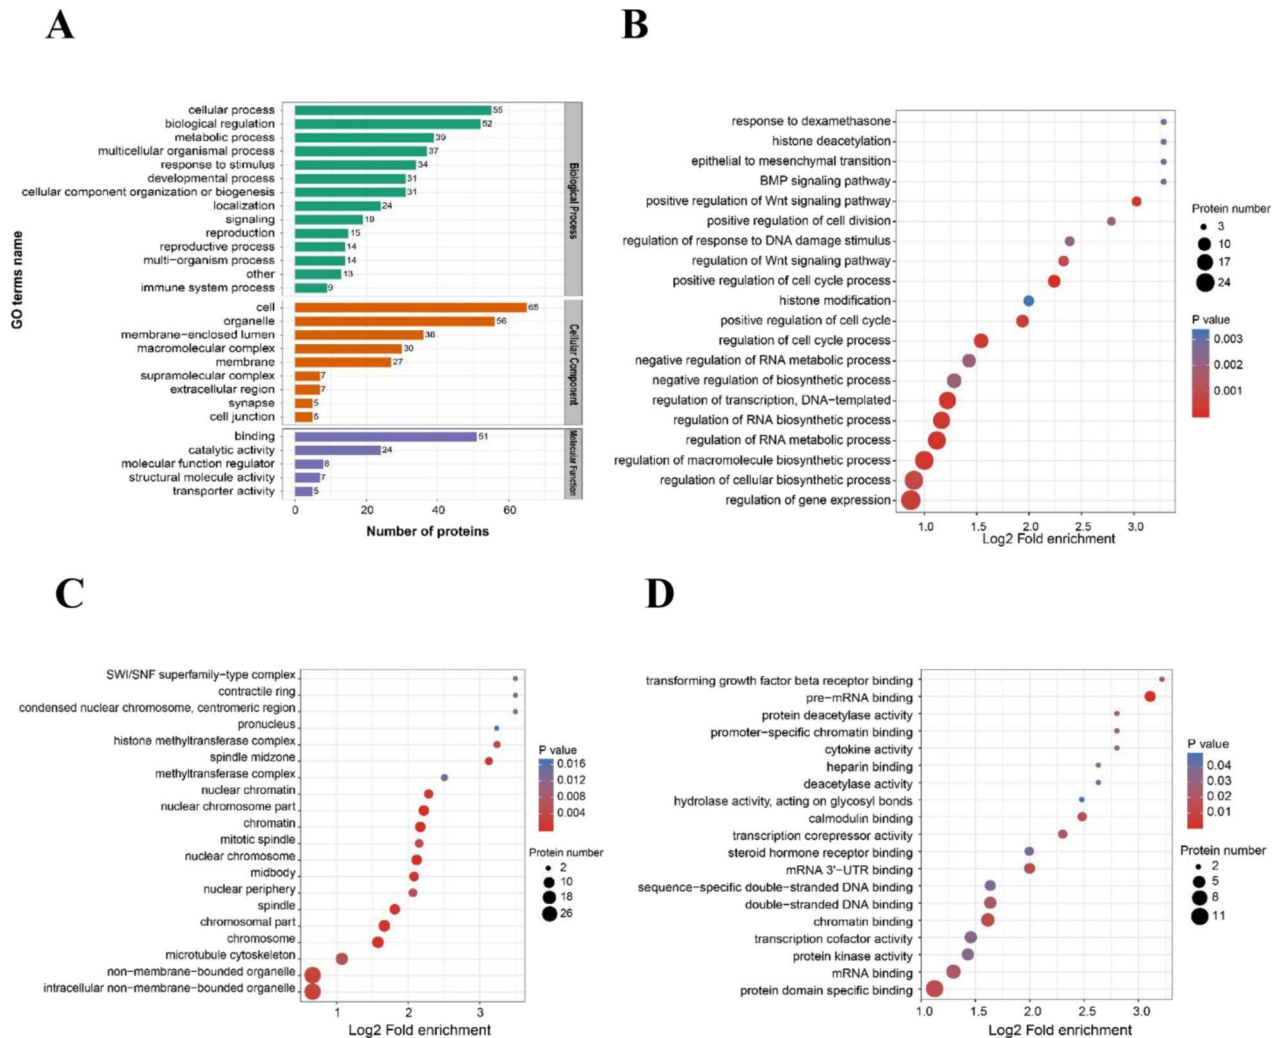 A
GO terms name
cellular process 55
biological regulation 52
metabolic process 39
multicellular organismal process 37
response to stimulus 34
developmental process 31
cellular component organization or biogenesis 31
localization 24
signaling 19
reproduction 15
reproductive process 14
multi-organism process 14
other 13
immune system process 9
Biological Process
cell 65
organelle 56
membrane-enclosed lumen 36
macromolecular complex 30
membrane 27
supramolecular complex 7
extracellular region 7
synapse 5
cell junction 5
Cellular Component
binding 51
catalytic activity 24
molecular function regulator 8
structural molecule activity 7
transporter activity 5
Molecular Function
0 20 40 60
Number of proteins
B
response to dexamethasone
histone deacetylation
epithelial to mesenchymal transition
BMP signaling pathway
positive regulation of Wnt signaling pathway
positive regulation of cell division
regulation of response to DNA damage stimulus
regulation of Wnt signaling pathway
positive regulation of cell cycle process
histone modification
positive regulation of cell cycle
regulation of cell cycle process
negative regulation of RNA metabolic process
negative regulation of biosynthetic process
regulation of transcription, DNA-templated
regulation of RNA biosynthetic process
regulation of RNA metabolic process
regulation of macromolecule biosynthetic process
regulation of cellular biosynthetic process
regulation of gene expression
1.0 1.5 2.0 2.5 3.0
Log2 Fold enrichment
Protein number
3
10
17
24
P value
0.003
0.002
0.001
C
SWI/SNF superfamily-type complex
contractile ring
condensed nuclear chromosome, centromeric region
pronucleus
histone methyltransferase complex
spindle midzone
methyltransferase complex
nuclear chromatin
nuclear chromosome part
chromatin
mitotic spindle
nuclear chromosome
midbody
nuclear periphery
spindle
chromosomal part
chromosome
microtubule cytoskeleton
non-membrane-bounded organelle
intracellular non-membrane-bounded organelle
1 2 3
Log2 Fold enrichment
P value
0.016
0.012
0.008
0.004
Protein number
2
10
18
26
D
transforming growth factor beta receptor binding
pre-mRNA binding
protein deacetylase activity
promoter-specific chromatin binding
cytokine activity
heparin binding
deacetylase activity
hydrolase activity, acting on glycosyl bonds
calmodulin binding
transcription corepressor activity
steroid hormone receptor binding
mRNA 3'-UTR binding
sequence-specific double-stranded DNA binding
double-stranded DNA binding
chromatin binding
transcription cofactor activity
protein kinase activity
mRNA binding
protein domain specific binding
1.0 1.5 2.0 2.5 3.0
Log2 Fold enrichment
P value
0.04
0.03
0.02
0.01
Protein number
2
5
8
11